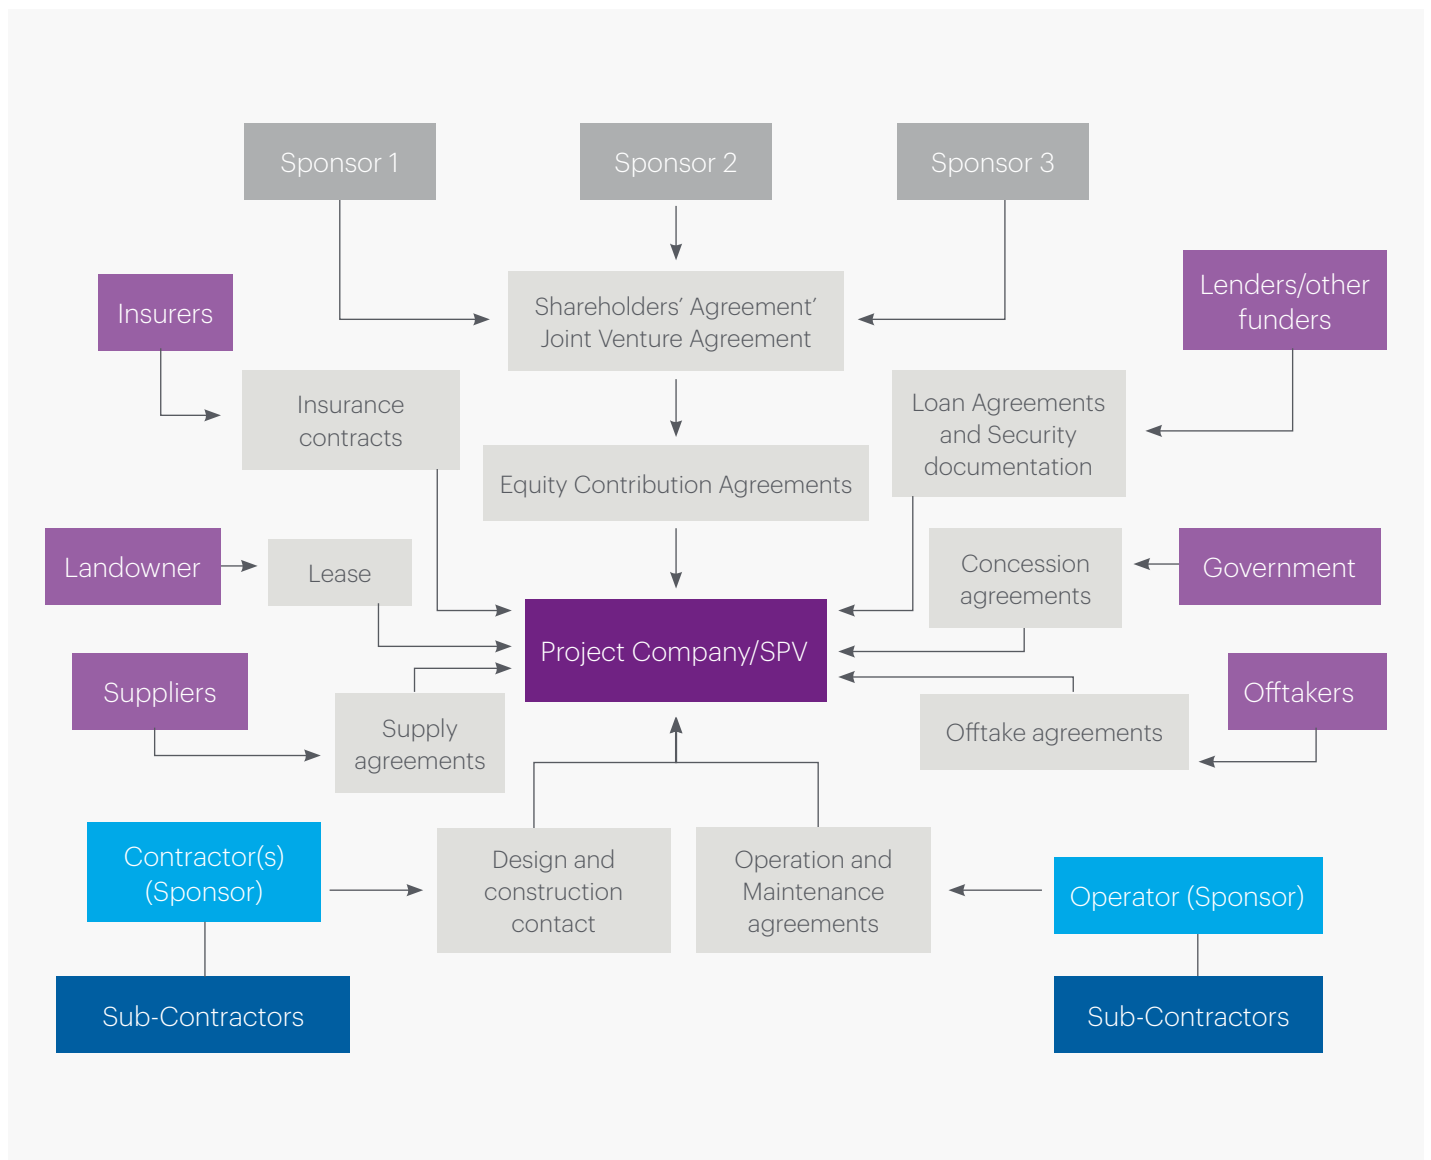 Sponsor 1
Sponsor 2
Sponsor 3
Insurers
Shareholders’ Agreement’
Joint Venture Agreement
Lenders/other
funders
Insurance
contracts
Equity Contribution Agreements
Loan Agreements
and Security
documentation
Landowner
Lease
Concession
agreements
Government
Suppliers
Project Company/SPV
Offtakers
Supply
agreements
Offtake agreements
Contractor(s)
(Sponsor)
Design and
construction
contact
Operation and
Maintenance
agreements
Operator (Sponsor)
Sub-Contractors
Sub-Contractors